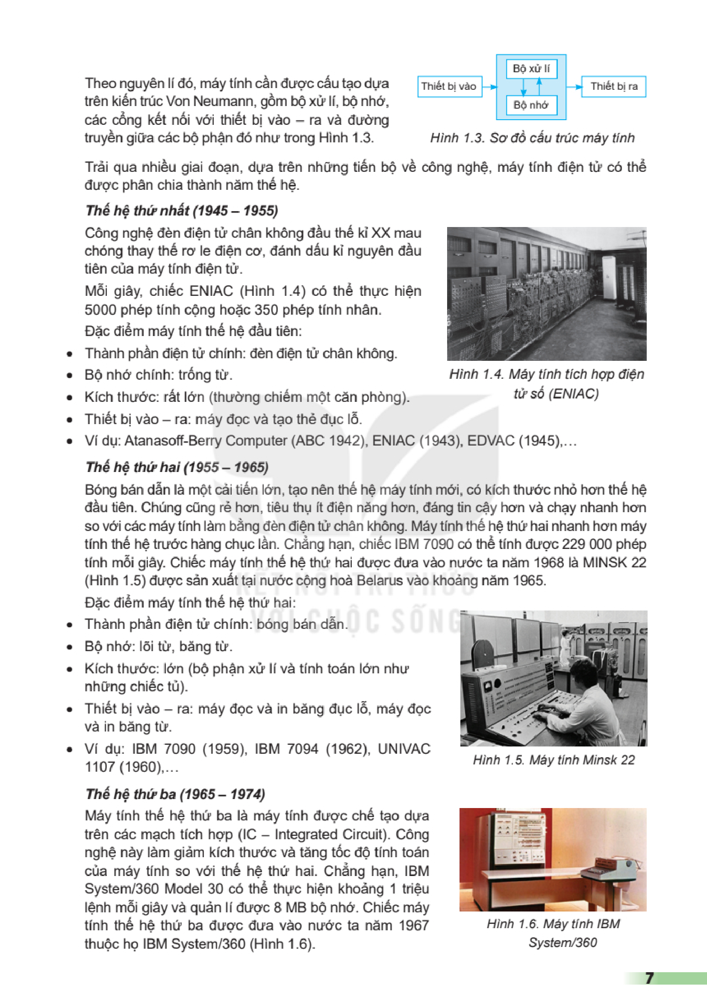 Theo nguyên lí đó, máy tính cần được cấu tạo dựa
trên kiến trúc Von Neumann, gồm bộ xử lí, bộ nhớ,
các cổng kết nối với thiết bị vào – ra và đường
truyền giữa các bộ phận đó như trong Hình 1.3.
Thiết bị vào
Bộ xử lí
Bộ nhớ
Thiết bị ra
Hình 1.3. Sơ đồ cấu trúc máy tính
Trải qua nhiều giai đoạn, dựa trên những tiến bộ về công nghệ, máy tính điện tử có thể
được phân chia thành năm thế hệ.
Thế hệ thứ nhất (1945 – 1955)
Công nghệ đèn điện tử chân không đầu thế kỉ XX mau
chóng thay thế rơ le điện cơ, đánh dấu kỉ nguyên đầu
tiên của máy tính điện tử.
Mỗi giây, chiếc ENIAC (Hình 1.4) có thể thực hiện
5000 phép tính cộng hoặc 350 phép tính nhân.
Đặc điểm máy tính thế hệ đầu tiên:
• Thành phần điện tử chính: đèn điện tử chân không.
• Bộ nhớ chính: trống từ.
• Kích thước: rất lớn (thường chiếm một căn phòng).
• Thiết bị vào – ra: máy đọc và tạo thẻ đục lỗ.
• Ví dụ: Atanasoff-Berry Computer (ABC 1942), ENIAC (1943), EDVAC (1945),…
Hình 1.4. Máy tính tích hợp điện
tử số (ENIAC)
Thế hệ thứ hai (1955 – 1965)
Bóng bán dẫn là một cải tiến lớn, tạo nên thế hệ máy tính mới, có kích thước nhỏ hơn thế hệ
đầu tiên. Chúng cũng rẻ hơn, tiêu thụ ít điện năng hơn, đáng tin cậy hơn và chạy nhanh hơn
so với các máy tính làm bằng đèn điện tử chân không. Máy tính thế hệ thứ hai nhanh hơn máy
tính thế hệ trước hàng chục lần. Chẳng hạn, chiếc IBM 7090 có thể tính được 229 000 phép
tính mỗi giây. Chiếc máy tính thế hệ thứ hai được đưa vào nước ta năm 1968 là MINSK 22
(Hình 1.5) được sản xuất tại nước cộng hoà Belarus vào khoảng năm 1965.
KẾT NỐI TRI THỨC
VỚI CUỘC SỐNG
Đặc điểm máy tính thế hệ thứ hai:
• Thành phần điện tử chính: bóng bán dẫn.
• Bộ nhớ: lõi từ, băng từ.
• Kích thước: lớn (bộ phận xử lí và tính toán lớn như
những chiếc tủ).
• Thiết bị vào – ra: máy đọc và in băng đục lỗ, máy đọc
và in băng từ.
• Ví dụ: IBM 7090 (1959), IBM 7094 (1962), UNIVAC
1107 (1960),…
Hình 1.5. Máy tính Minsk 22
Thế hệ thứ ba (1965 – 1974)
Máy tính thế hệ thứ ba là máy tính được chế tạo dựa
trên các mạch tích hợp (IC – Integrated Circuit). Công
nghệ này làm giảm kích thước và tăng tốc độ tính toán
của máy tính so với thế hệ thứ hai. Chẳng hạn, IBM
System/360 Model 30 có thể thực hiện khoảng 1 triệu
lệnh mỗi giây và quản lí được 8 MB bộ nhớ. Chiếc máy
tính thế hệ thứ ba được đưa vào nước ta năm 1967
thuộc họ IBM System/360 (Hình 1.6).
Hình 1.6. Máy tính IBM
System/360
7